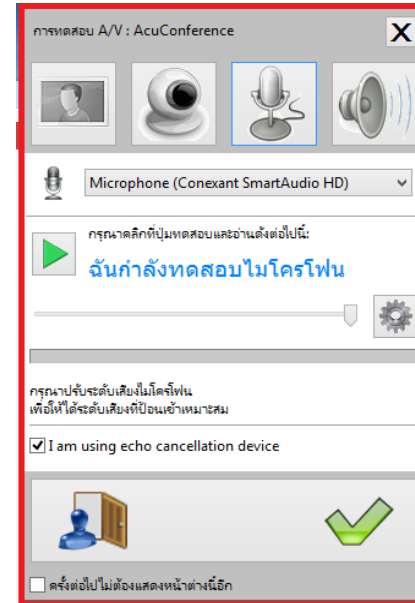 การทดสอบ A/V : AcuConference
X
Microphone (Conexant SmartAudio HD)
กรุณาคลิกที่ปุ่มทดสอบและอ่านดังต่อไปนี้:
ฉันกำลังทดสอบไมโครโฟน
กรุณาปรับระดับเสียงไมโครโฟน
เพื่อให้ได้ระดับเสียงที่ป้อนเข้าเหมาะสม
I am using echo cancellation device
ครั้งต่อไปไม่ต้องแสดงหน้าต่างนี้อีก